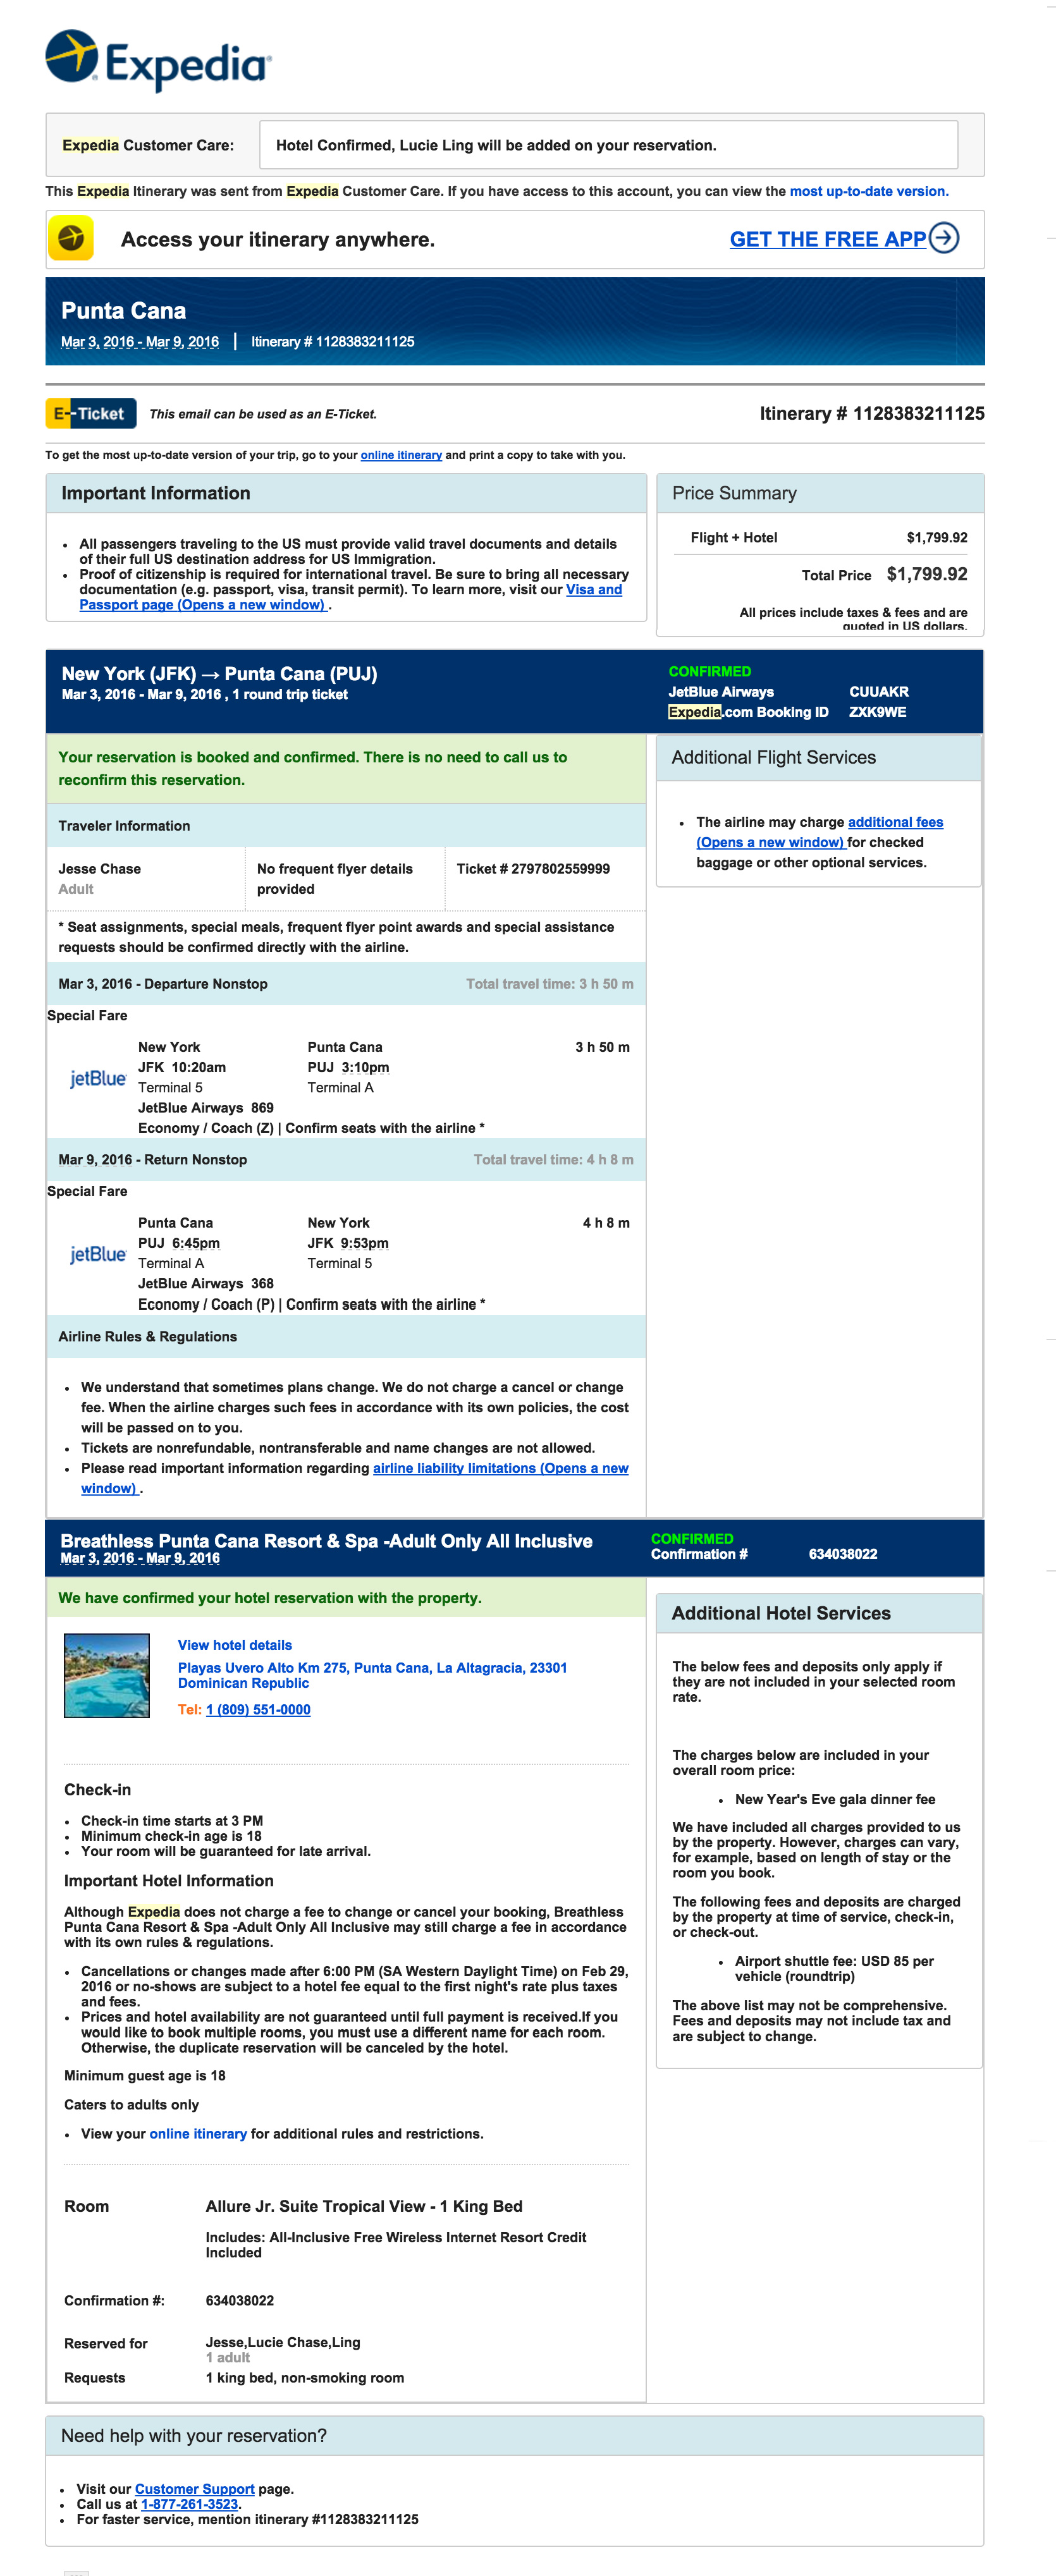 Expedia
Expedia Customer Care:
Hotel Confirmed, Lucie Ling will be added on your reservation.
This Expedia Itinerary was sent from Expedia Customer Care. If you have access to this account, you can view the most up-to-date version.
Access your itinerary anywhere.
GET THE FREE APP
Punta Cana
Mar 3, 2016 - Mar 9, 2016 | Itinerary # 1128383211125
E--Ticket
This email can be used as an E-Ticket.
Itinerary # 1128383211125
To get the most up-to-date version of your trip, go to your online itinerary and print a copy to take with you.
Important Information
• All passengers traveling to the US must provide valid travel documents and details
of their full US destination address for US Immigration.
• Proof of citizenship is required for international travel. Be sure to bring all necessary
documentation (e.g. passport, visa, transit permit). To learn more, visit our Visa and
Passport page (Opens a new window) .
Price Summary
Flight + Hotel $1,799.92
Total Price $1,799.92
All prices include taxes & fees and are
quoted in US dollars.
New York (JFK) → Punta Cana (PUJ)
Mar 3, 2016 - Mar 9, 2016 , 1 round trip ticket
CONFIRMED
JetBlue Airways CUUAKR
Expedia.com Booking ID ZXK9WE
Your reservation is booked and confirmed. There is no need to call us to
reconfirm this reservation.
Traveler Information
Jesse Chase
Adult
No frequent flyer details
provided
Ticket # 2797802559999
* Seat assignments, special meals, frequent flyer point awards and special assistance
requests should be confirmed directly with the airline.
Additional Flight Services
• The airline may charge additional fees
(Opens a new window) for checked
baggage or other optional services.
Mar 3, 2016 - Departure Nonstop Total travel time: 3 h 50 m
Special Fare
jetBlue
New York Punta Cana 3 h 50 m
JFK 10:20am PUJ 3:10pm
Terminal 5 Terminal A
JetBlue Airways 869
Economy / Coach (Z) | Confirm seats with the airline *
Mar 9, 2016 - Return Nonstop Total travel time: 4 h 8 m
Special Fare
jetBlue
Punta Cana New York 4 h 8 m
PUJ 6:45pm JFK 9:53pm
Terminal A Terminal 5
JetBlue Airways 368
Economy / Coach (P) | Confirm seats with the airline *
Airline Rules & Regulations
• We understand that sometimes plans change. We do not charge a cancel or change
fee. When the airline charges such fees in accordance with its own policies, the cost
will be passed on to you.
• Tickets are nonrefundable, nontransferable and name changes are not allowed.
• Please read important information regarding airline liability limitations (Opens a new
window) .
Breathless Punta Cana Resort & Spa -Adult Only All Inclusive
Mar 3, 2016 - Mar 9, 2016
CONFIRMED
Confirmation # 634038022
We have confirmed your hotel reservation with the property.
View hotel details
Playas Uvero Alto Km 275, Punta Cana, La Altagracia, 23301
Dominican Republic
Tel: 1 (809) 551-0000
Check-in
• Check-in time starts at 3 PM
• Minimum check-in age is 18
• Your room will be guaranteed for late arrival.
Important Hotel Information
Although Expedia does not charge a fee to change or cancel your booking, Breathless
Punta Cana Resort & Spa -Adult Only All Inclusive may still charge a fee in accordance
with its own rules & regulations.
• Cancellations or changes made after 6:00 PM (SA Western Daylight Time) on Feb 29,
2016 or no-shows are subject to a hotel fee equal to the first night's rate plus taxes
and fees.
• Prices and hotel availability are not guaranteed until full payment is received.If you
would like to book multiple rooms, you must use a different name for each room.
Otherwise, the duplicate reservation will be canceled by the hotel.
Minimum guest age is 18
Caters to adults only
• View your online itinerary for additional rules and restrictions.
Additional Hotel Services
The below fees and deposits only apply if
they are not included in your selected room
rate.
The charges below are included in your
overall room price:
• New Year's Eve gala dinner fee
We have included all charges provided to us
by the property. However, charges can vary,
for example, based on length of stay or the
room you book.
The following fees and deposits are charged
by the property at time of service, check-in,
or check-out.
• Airport shuttle fee: USD 85 per
vehicle (roundtrip)
The above list may not be comprehensive.
Fees and deposits may not include tax and
are subject to change.
Room Allure Jr. Suite Tropical View - 1 King Bed
Includes: All-Inclusive Free Wireless Internet Resort Credit
Included
Confirmation #: 634038022
Reserved for Jesse,Lucie Chase,Ling
1 adult
Requests 1 king bed, non-smoking room
Need help with your reservation?
• Visit our Customer Support page.
• Call us at 1-877-261-3523.
• For faster service, mention itinerary #1128383211125